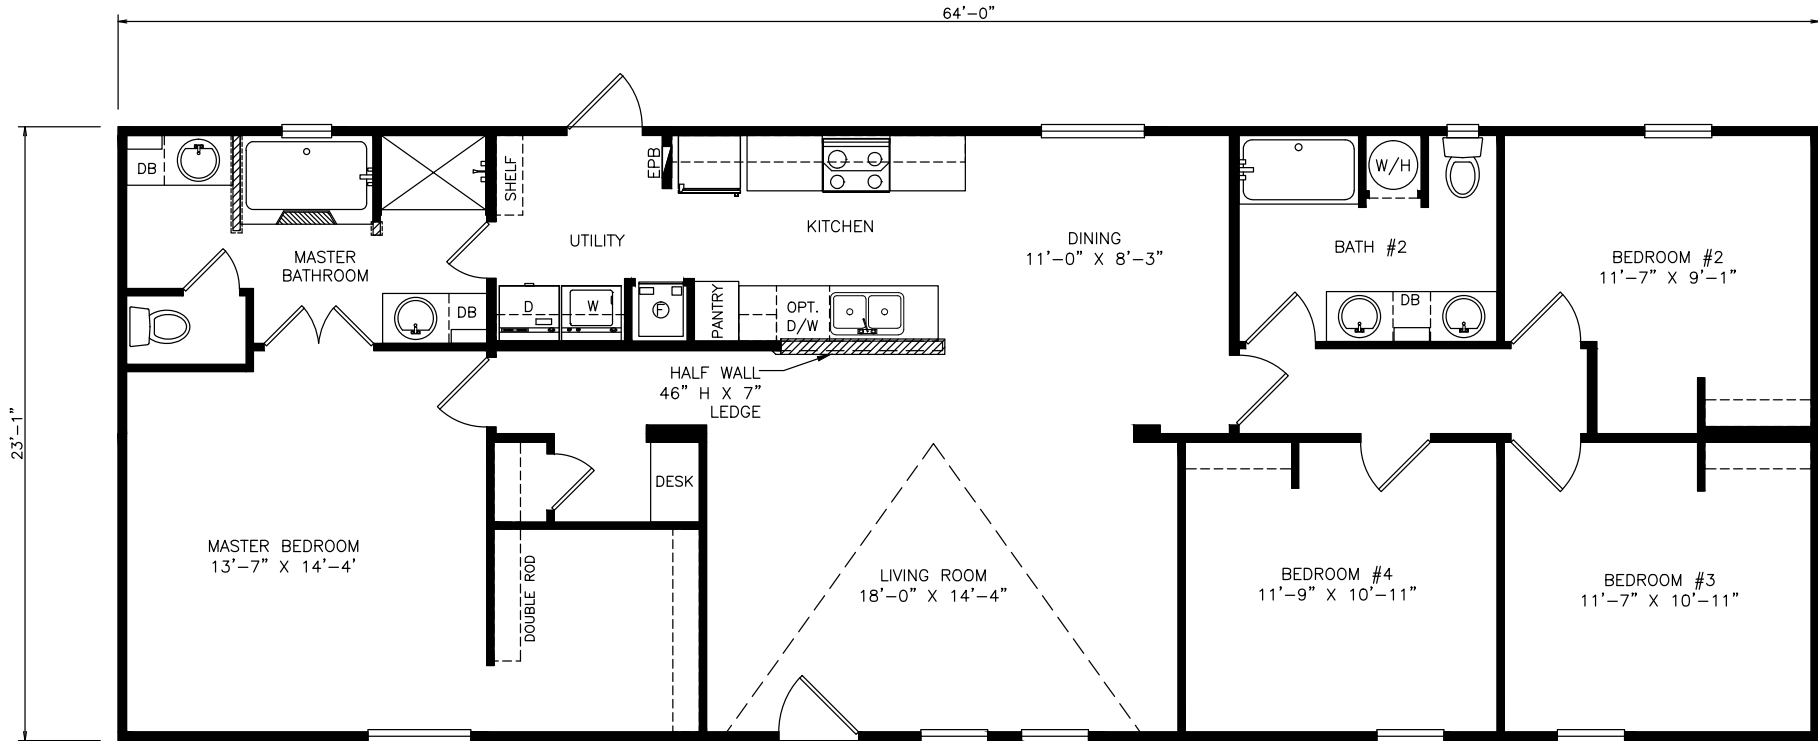 64'-0"
23'-1"
DB
SHELF
EPB
W/H
MASTER
BATHROOM
UTILITY
KITCHEN
DINING
11'-0" X 8'-3"
BATH #2
BEDROOM #2
11'-7" X 9'-1"
DB
D
W
F
PANTRY
OPT.
D/W
DB
HALF WALL
46" H X 7"
LEDGE
DESK
MASTER BEDROOM
13'-7" X 14'-4'
DOUBLE ROD
LIVING ROOM
18'-0" X 14'-4"
BEDROOM #4
11'-9" X 10'-11"
BEDROOM #3
11'-7" X 10'-11"